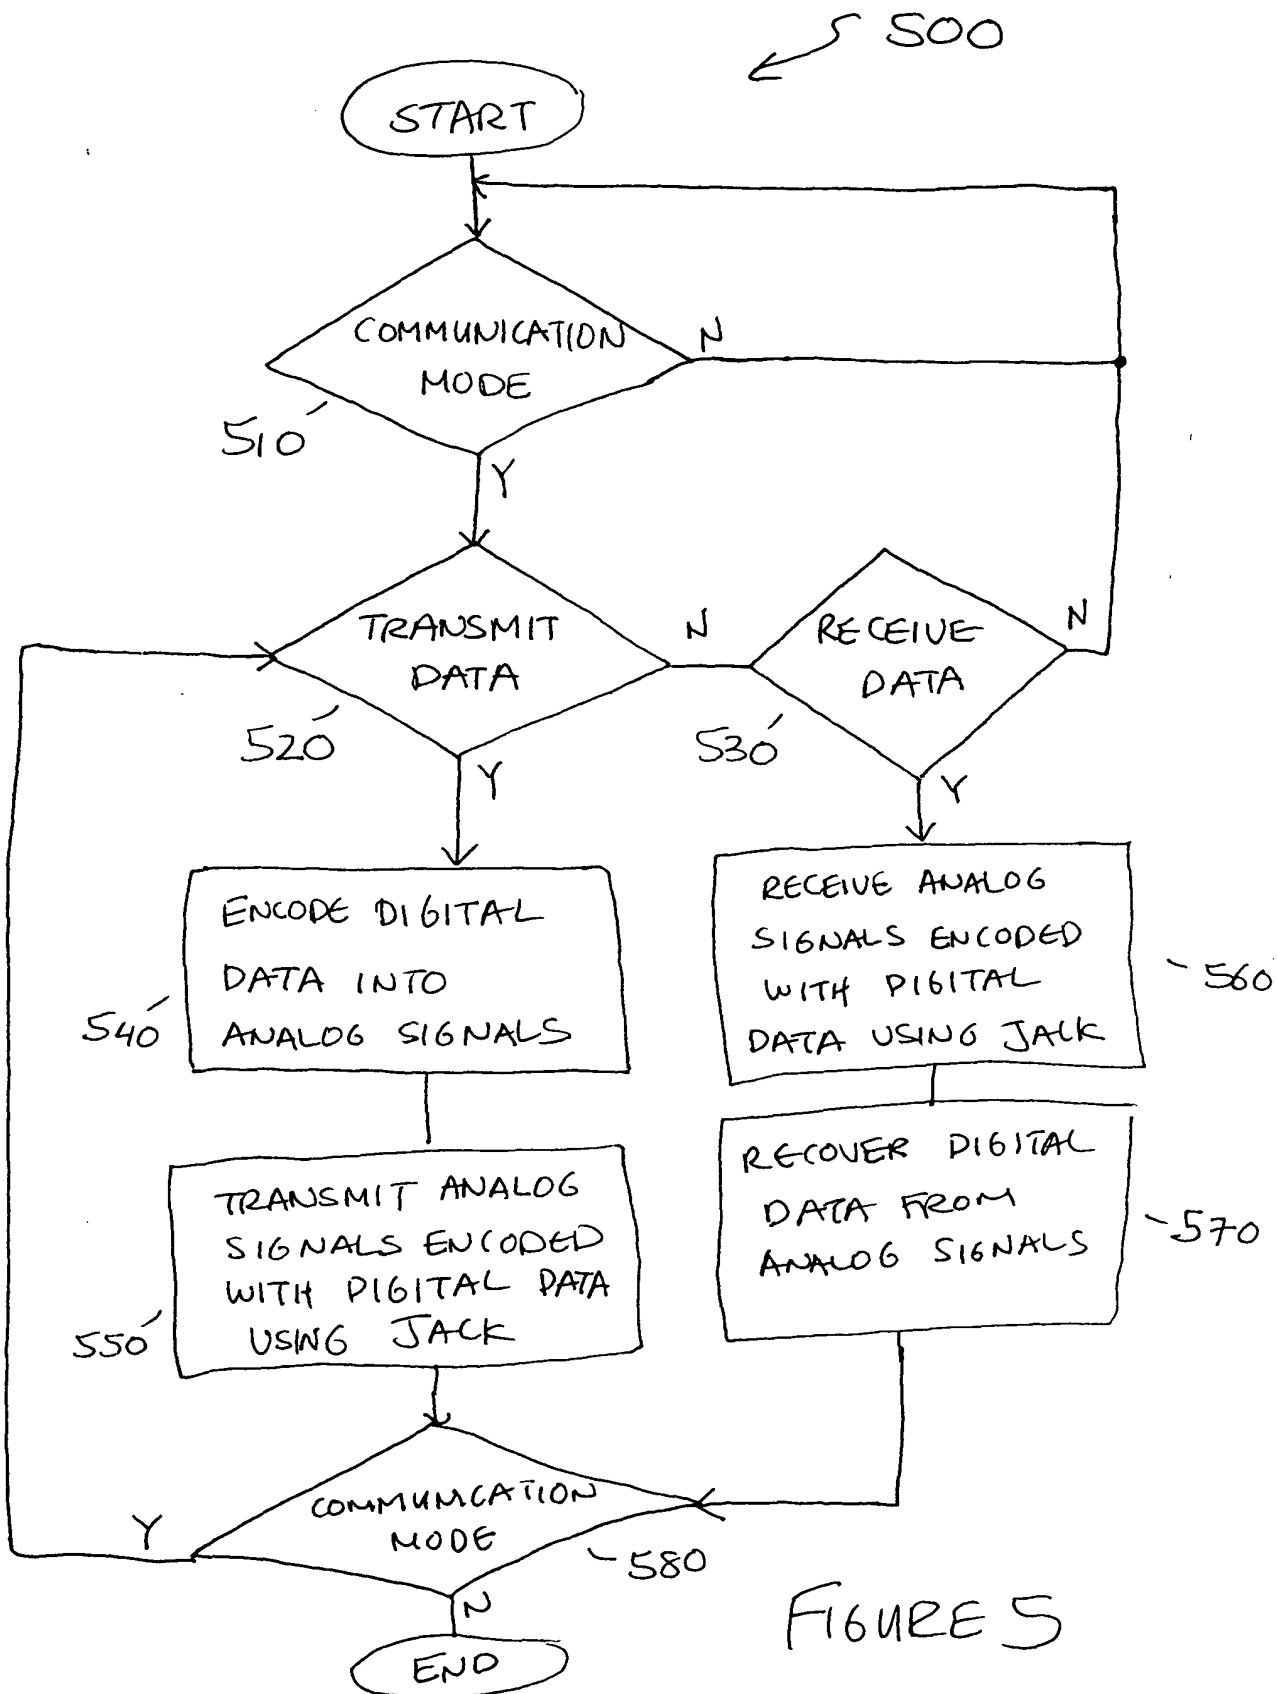 500
START
COMMUNICATION
MODE
N
510
Y
TRANSMIT
DATA
N
RECEIVE
DATA
N
520
530
Y
Y
ENCODE DIGITAL
DATA INTO
ANALOG SIGNALS
540
RECEIVE ANALOG
SIGNALS ENCODED
WITH DIGITAL
DATA USING JACK
560
TRANSMIT ANALOG
SIGNALS ENCODED
WITH DIGITAL DATA
USING JACK
550
RECOVER DIGITAL
DATA FROM
ANALOG SIGNALS
570
COMMUNICATION
MODE
Y
580
N
END
FIGURE 5